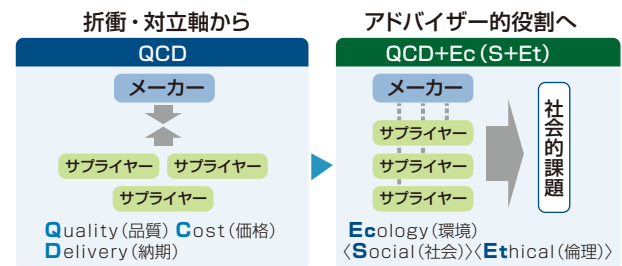 折衝・対立軸から
QCD
メーカー
サプライヤー サプライヤー
サプライヤー
Quality(品質) Cost(価格)
Delivery(納期)
アドバイザー的役割へ
QCD+Ec(S+Et)
メーカー
サプライヤー
サプライヤー
サプライヤー
社会的課題
Ecology(環境)
〈Social(社会)〉〈Ethical(倫理)〉